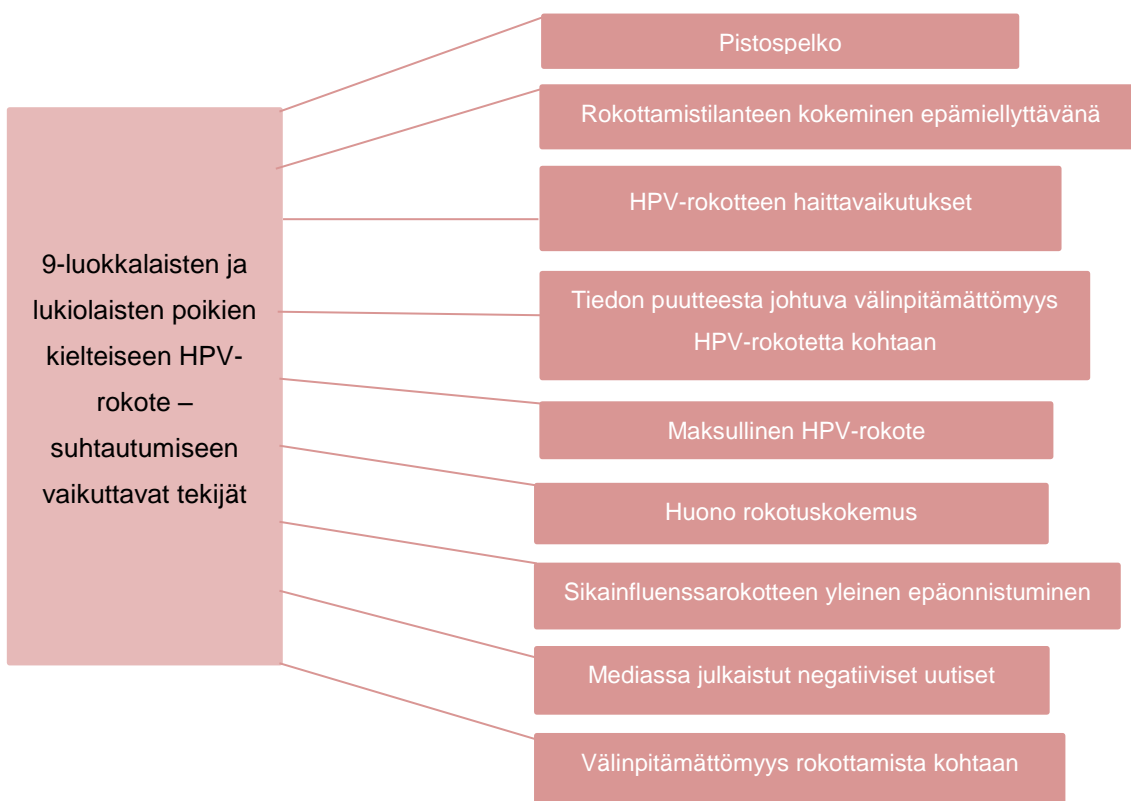 9-luokkalaisten ja
lukiolaisten poikien
kielteiseen HPV-
rokote –
suhtautumiseen
vaikuttavat tekijät
Pistospelko
Rokottamistilanteen kokeminen epämiellyttävänä
HPV-rokotteen haittavaikutukset
Tiedon puutteesta johtuva välinpitämättömyys
HPV-rokotetta kohtaan
Maksullinen HPV-rokote
Huono rokotuskokemus
Sikainfluenssarokotteen yleinen epäonnistuminen
Mediassa julkaistut negatiiviset uutiset
Välinpitämättömyys rokottamista kohtaan